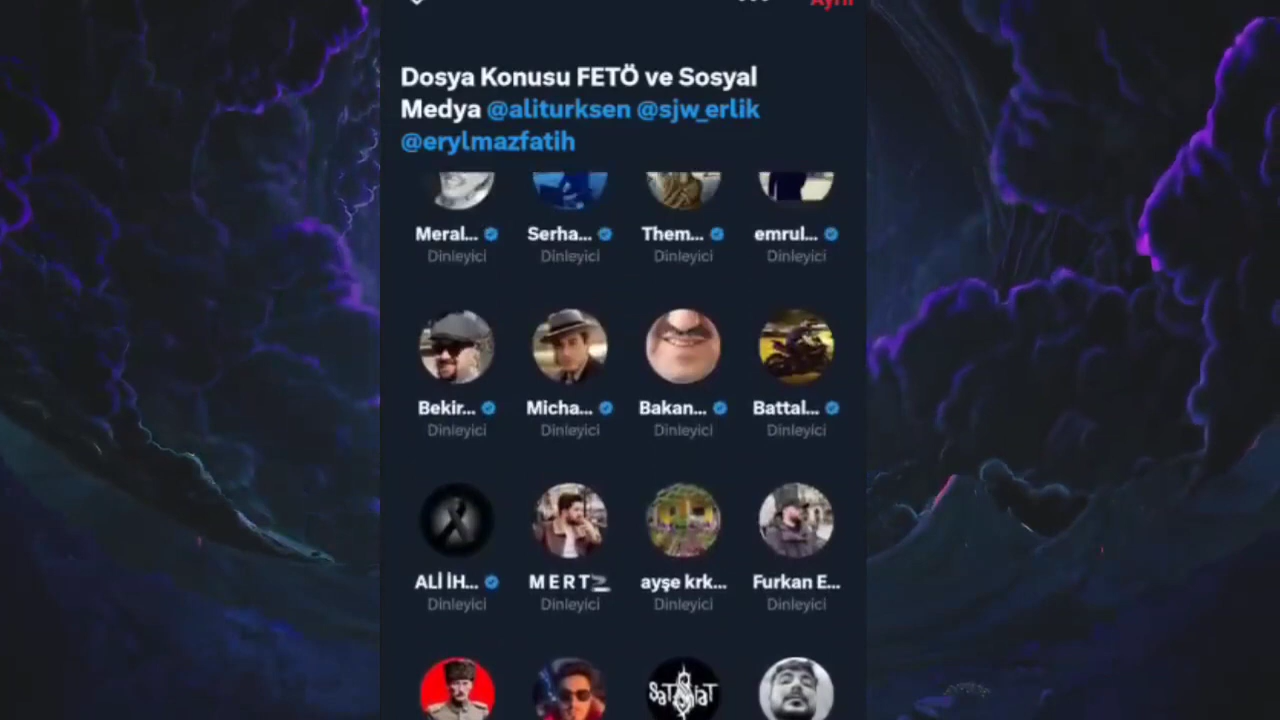 Ayrıl
Dosya Konusu FETÖ ve Sosyal
Medya @aliturksen @sjw_erlik
@erylmazfatih
Meral... Serha... Them... emrul...
Dinleyici Dinleyici Dinleyici Dinleyici
Bekir... Micha... Bakan... Battal...
Dinleyici Dinleyici Dinleyici Dinleyici
ALİ İH... M E R T ayşe krk... Furkan E...
Dinleyici Dinleyici Dinleyici Dinleyici